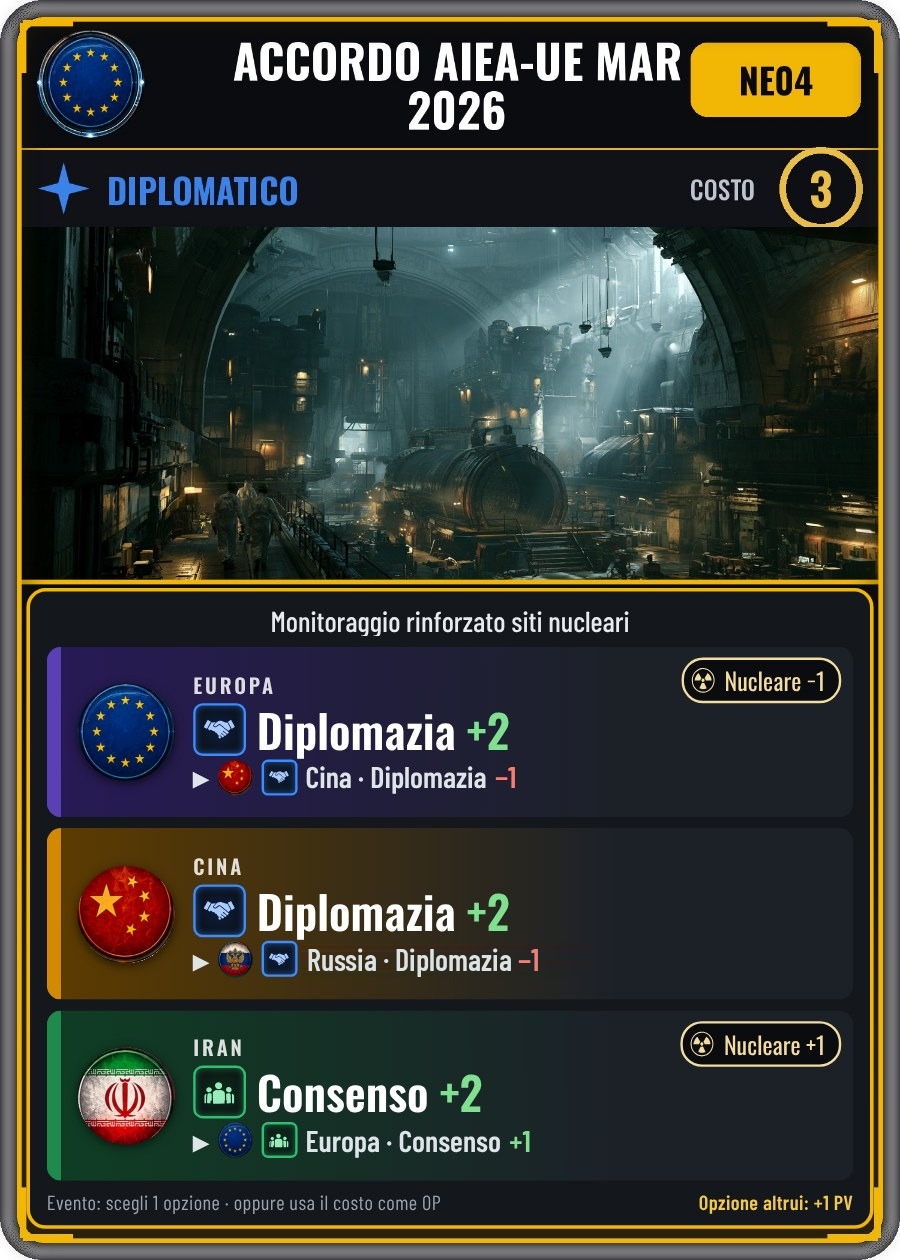 ACCORDO AIEA-UE MAR
2026
NE04
DIPLOMATICO
COSTO
3
Monitoraggio rinforzato siti nucleari
EUROPA
Nucleare −1
Diplomazia +2
▶ Cina · Diplomazia −1
CINA
Diplomazia +2
▶ Russia · Diplomazia −1
IRAN
Nucleare +1
Consenso +2
▶ Europa · Consenso +1
Evento: scegli 1 opzione · oppure usa il costo come OP
Opzione altrui: +1 PV